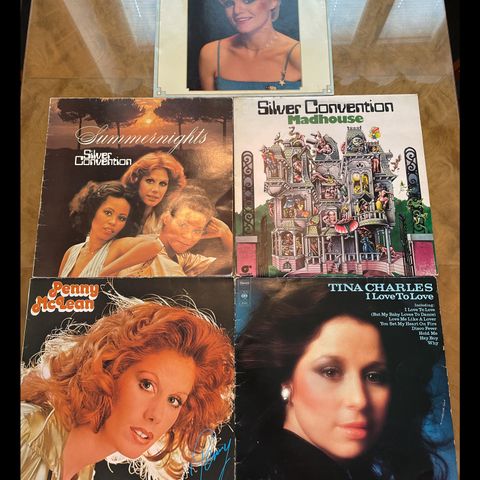 Summernights
Silver
Convention
Silver Convention
Madhouse
Penny
McLean
Penny
TINA CHARLES
I Love To Love
Including:
I Love To Love
(But My Baby Loves To Dance)
Love Me Like A Lover
You Set My Heart On Fire
Disco Fever
Hold Me
Hey Boy
Why